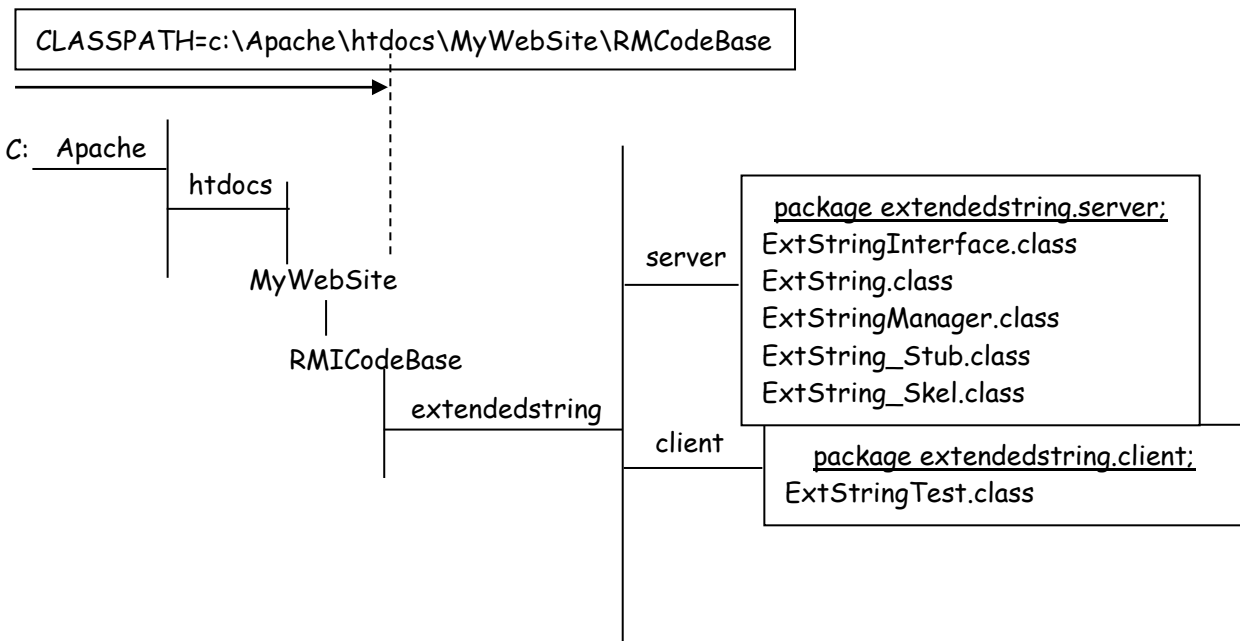 CLASSPATH=c:\Apache\htdocs\MyWebSite\RMCodeBase
C: Apache
htdocs
MyWebSite
RMICodeBase
extendedstring
server
package extendedstring.server;
ExtStringInterface.class
ExtString.class
ExtStringManager.class
ExtString_Stub.class
ExtString_Skel.class
client
package extendedstring.client;
ExtStringTest.class